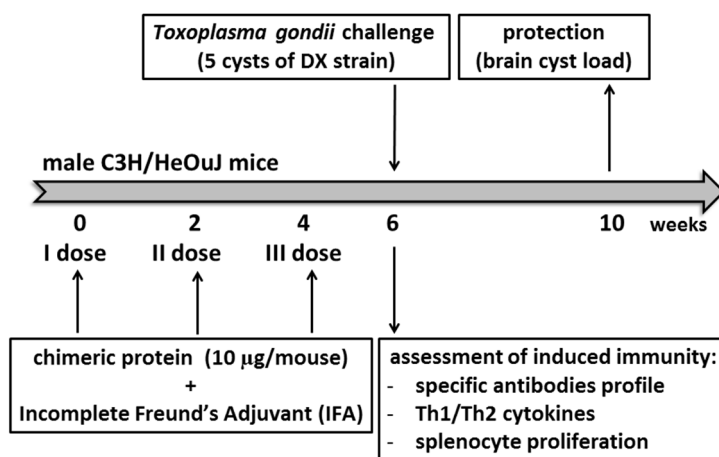 Toxoplasma gondii challenge
(5 cysts of DX strain)
protection
(brain cyst load)
male C3H/HeOuJ mice
0 2 4 6 10 weeks
I dose II dose III dose
chimeric protein (10 µg/mouse)
+
Incomplete Freund's Adjuvant (IFA)
assessment of induced immunity:
- specific antibodies profile
- Th1/Th2 cytokines
- splenocyte proliferation